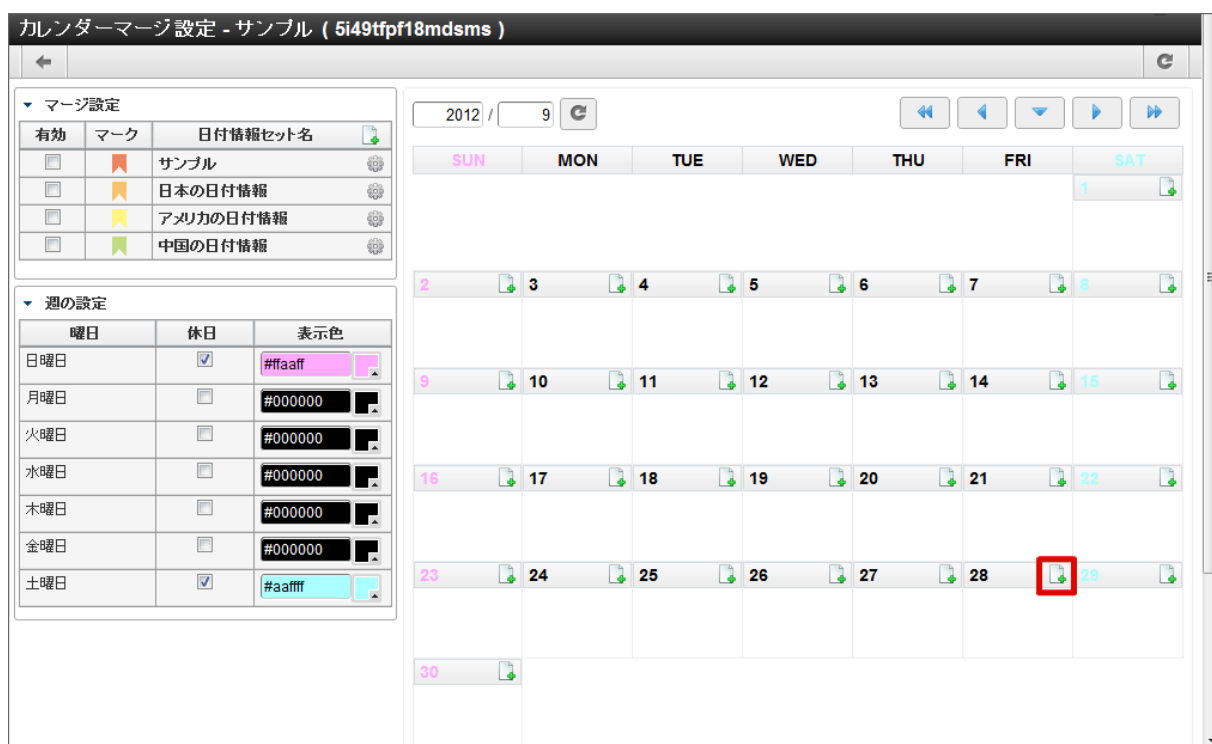 カレンダーマージ設定 - サンプル ( 5i49tfpf18mdsms )
マージ設定
有効 マーク 日付情報セット名
サンプル
日本の日付情報
アメリカの日付情報
中国の日付情報
週の設定
曜日 休日 表示色
日曜日 #ffaaff
月曜日 #000000
火曜日 #000000
水曜日 #000000
木曜日 #000000
金曜日 #000000
土曜日 #aaffff
2012 / 9
SUN MON TUE WED THU FRI SAT
1
2 3 4 5 6 7 8
9 10 11 12 13 14 15
16 17 18 19 20 21 22
23 24 25 26 27 28 29
30